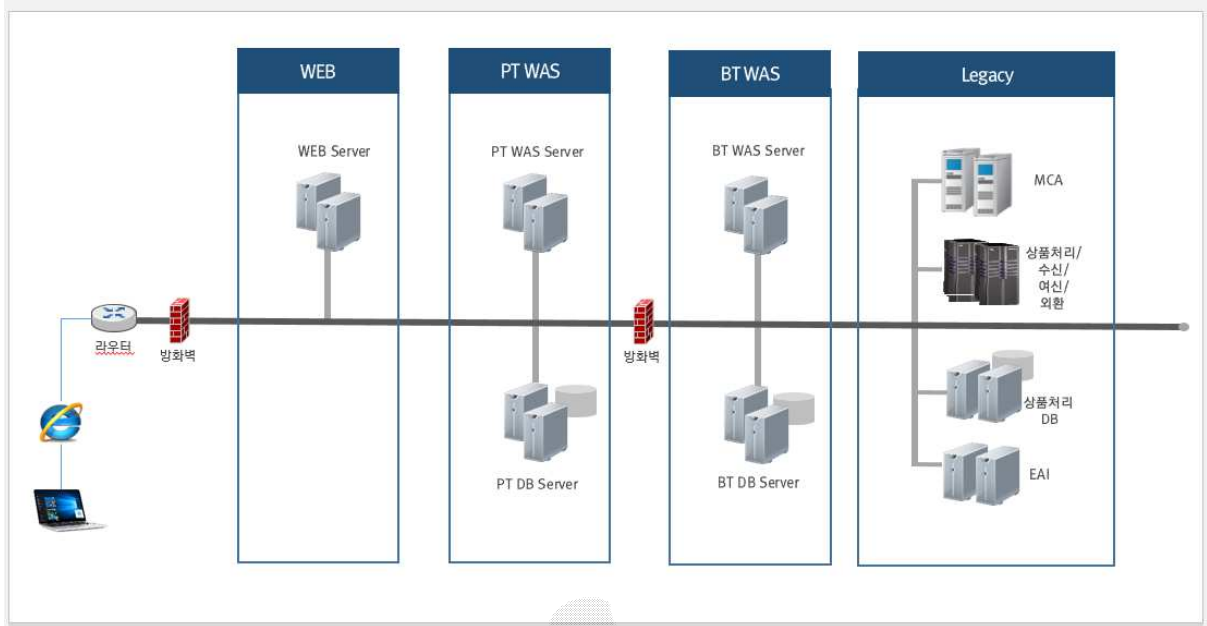 WEB
PT WAS
BT WAS
Legacy
WEB Server
PT WAS Server
BT WAS Server
MCA
상품처리/
수신/
여신/
외환
라우터
방화벽
방화벽
상품처리
DB
PT DB Server
BT DB Server
EAI